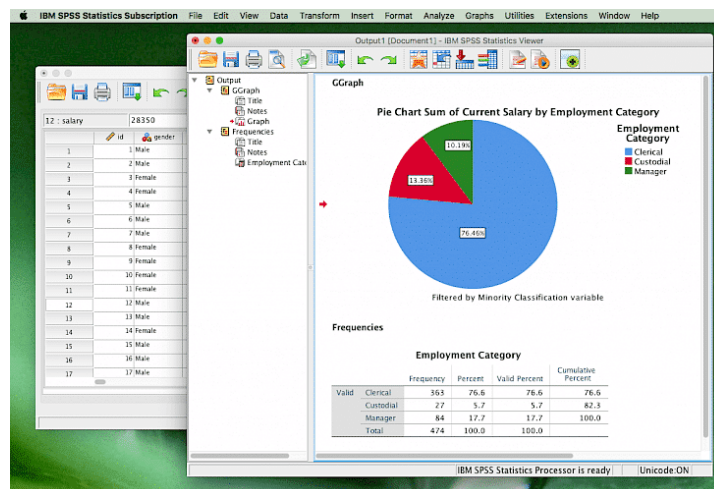 IBM SPSS Statistics Subscription File Edit View Data Transform Insert Format Analyze Graphs Utilities Extensions Window Help
Output1 [Document1] - IBM SPSS Statistics Viewer
12 : salary 28350
id gender
1 1 Male
2 2 Male
3 3 Female
4 4 Female
5 5 Male
6 6 Male
7 7 Male
8 8 Female
9 9 Female
10 10 Female
11 11 Female
12 12 Male
13 13 Male
14 14 Female
15 15 Male
16 16 Male
17 17 Male
Output
GGraph
Title
Notes
Graph
Frequencies
Title
Notes
Employment Cat
GGraph
Pie Chart Sum of Current Salary by Employment Category
Employment
Category
Clerical
Custodial
Manager
10.19%
13.36%
76.46%
Filtered by Minority Classification variable
Frequencies
Employment Category
Frequency Percent Valid Percent Cumulative
Percent
Valid Clerical 363 76.6 76.6 76.6
Custodial 27 5.7 5.7 82.3
Manager 84 17.7 17.7 100.0
Total 474 100.0 100.0
IBM SPSS Statistics Processor is ready Unicode:ON